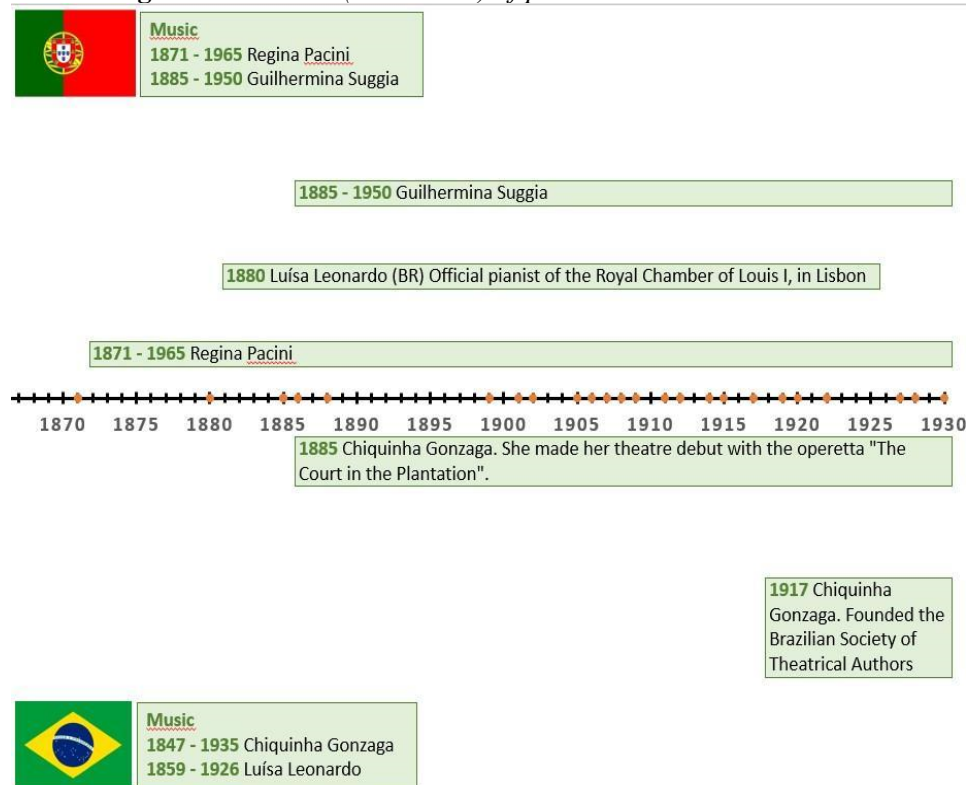 Music
1871 - 1965 Regina Pacini
1885 - 1950 Guilhermina Suggia
1885 - 1950 Guilhermina Suggia
1880 Luísa Leonardo (BR) Official pianist of the Royal Chamber of Louis I, in Lisbon
1871 - 1965 Regina Pacini
1870 1875 1880 1885 1890 1895 1900 1905 1910 1915 1920 1925 1930
1885 Chiquinha Gonzaga. She made her theatre debut with the operetta "The
Court in the Plantation".
1917 Chiquinha
Gonzaga. Founded the
Brazilian Society of
Theatrical Authors
Music
1847 - 1935 Chiquinha Gonzaga
1859 - 1926 Luísa Leonardo